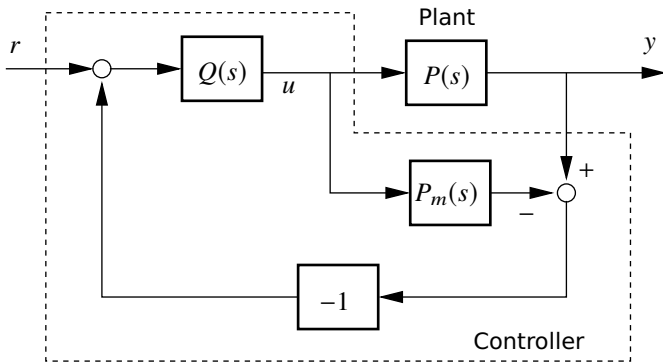 Plant
r
Q(s)
u
P(s)
y
+
P_m(s)
−
−1
Controller